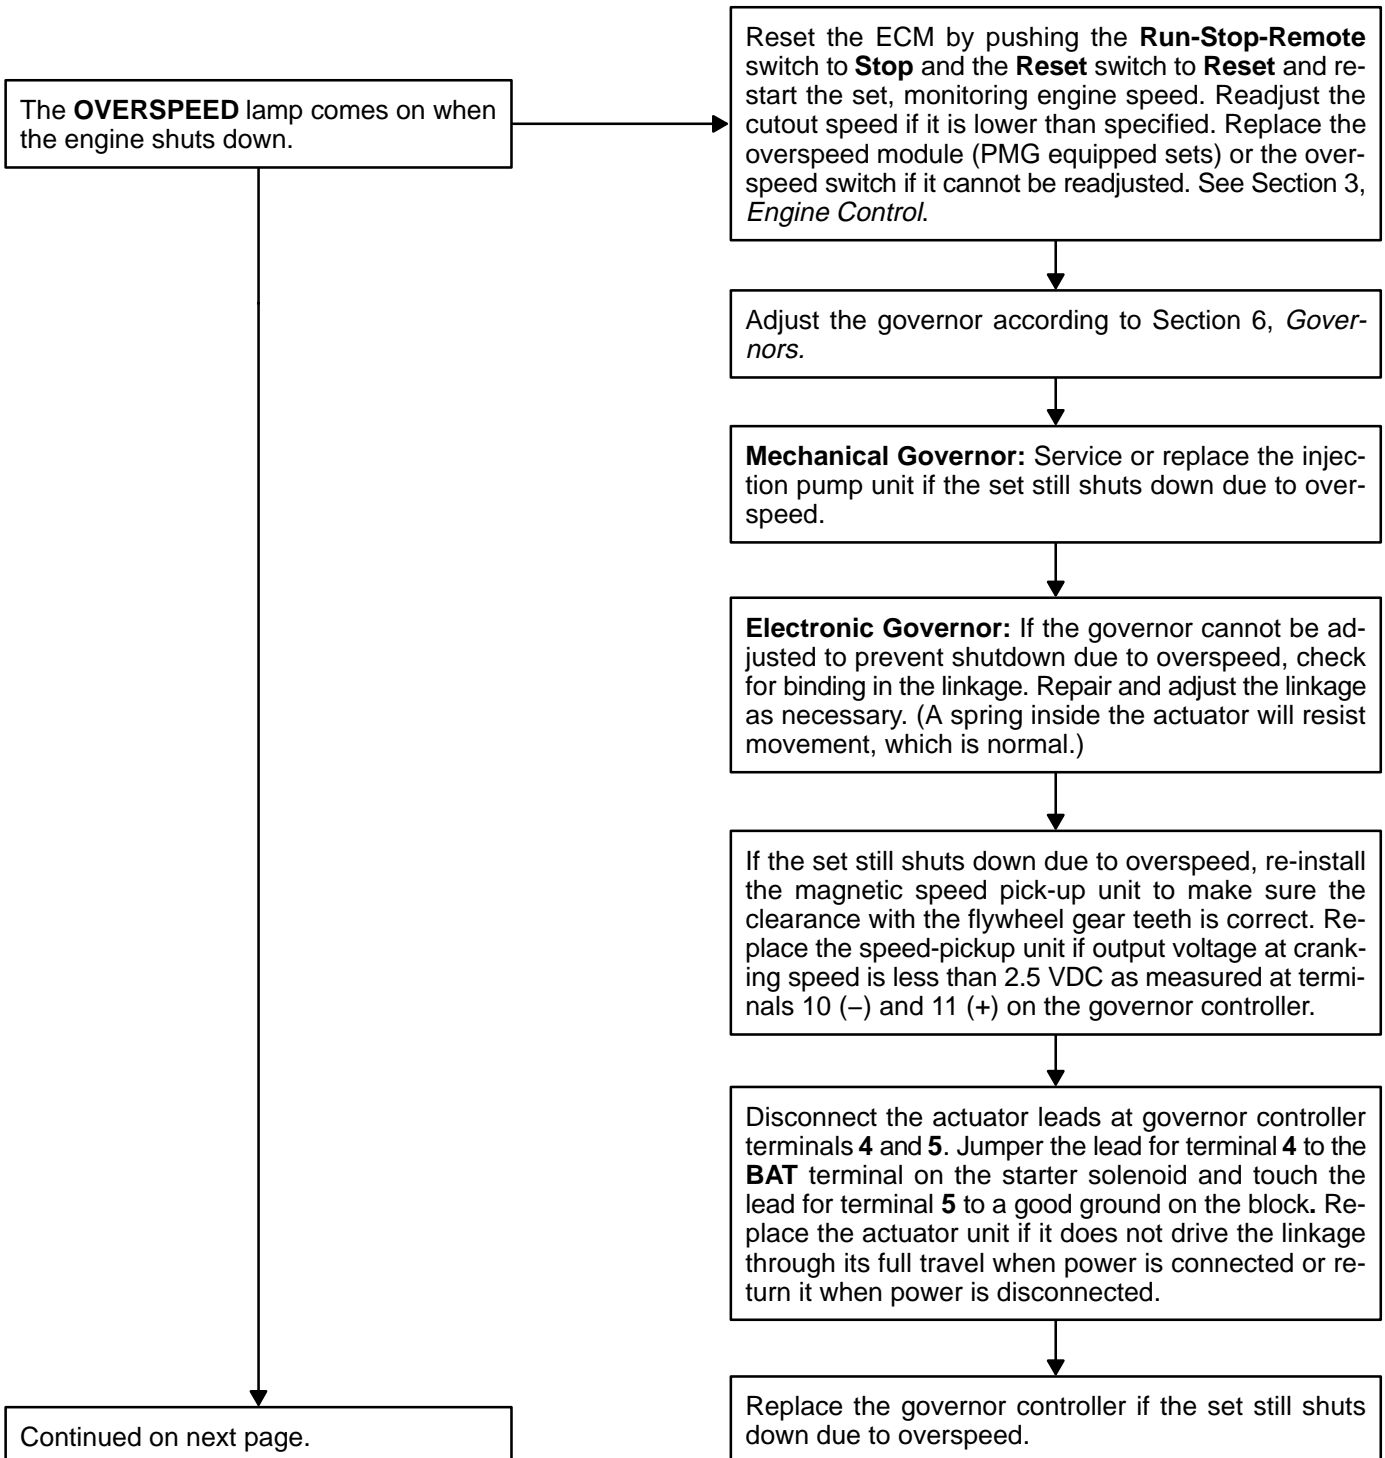 The OVERSPEED lamp comes on when
the engine shuts down.
Reset the ECM by pushing the Run-Stop-Remote
switch to Stop and the Reset switch to Reset and re-
start the set, monitoring engine speed. Readjust the
cutout speed if it is lower than specified. Replace the
overspeed module (PMG equipped sets) or the over-
speed switch if it cannot be readjusted. See Section 3,
Engine Control.
Adjust the governor according to Section 6, Gover-
nors.
Mechanical Governor: Service or replace the injec-
tion pump unit if the set still shuts down due to over-
speed.
Electronic Governor: If the governor cannot be ad-
justed to prevent shutdown due to overspeed, check
for binding in the linkage. Repair and adjust the linkage
as necessary. (A spring inside the actuator will resist
movement, which is normal.)
If the set still shuts down due to overspeed, re-install
the magnetic speed pick-up unit to make sure the
clearance with the flywheel gear teeth is correct. Re-
place the speed-pickup unit if output voltage at crank-
ing speed is less than 2.5 VDC as measured at termi-
nals 10 (−) and 11 (+) on the governor controller.
Disconnect the actuator leads at governor controller
terminals 4 and 5. Jumper the lead for terminal 4 to the
BAT terminal on the starter solenoid and touch the
lead for terminal 5 to a good ground on the block. Re-
place the actuator unit if it does not drive the linkage
through its full travel when power is connected or re-
turn it when power is disconnected.
Replace the governor controller if the set still shuts
down due to overspeed.
Continued on next page.